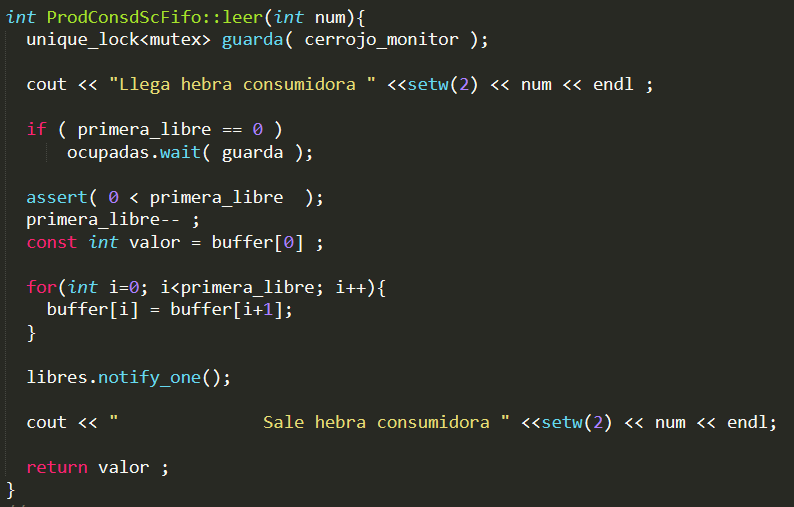 int ProdConsdScFifo::leer(int num){
unique_lock<mutex> guarda( cerrojo_monitor );
cout << "Llega hebra consumidora " <<setw(2) << num << endl ;
if ( primera_libre == 0 )
ocupadas.wait( guarda );
assert( 0 < primera_libre  );
primera_libre-- ;
const int valor = buffer[0] ;
for(int i=0; i<primera_libre; i++){
buffer[i] = buffer[i+1];
}
libres.notify_one();
cout << "              Sale hebra consumidora " <<setw(2) << num << endl;
return valor ;
}